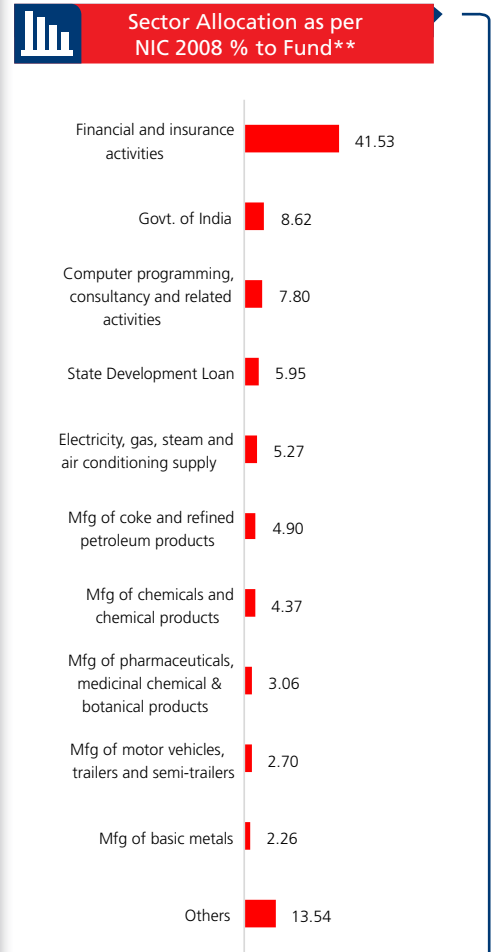 Sector Allocation as per
NIC 2008 % to Fund**
Financial and insurance
activities
41.53
Govt. of India
8.62
Computer programming,
consultancy and related
activities
7.80
State Development Loan
5.95
Electricity, gas, steam and
air conditioning supply
5.27
Mfg of coke and refined
petroleum products
4.90
Mfg of chemicals and
chemical products
4.37
Mfg of pharmaceuticals,
medicinal chemical &
botanical products
3.06
Mfg of motor vehicles,
trailers and semi-trailers
2.70
Mfg of basic metals
2.26
Others
13.54